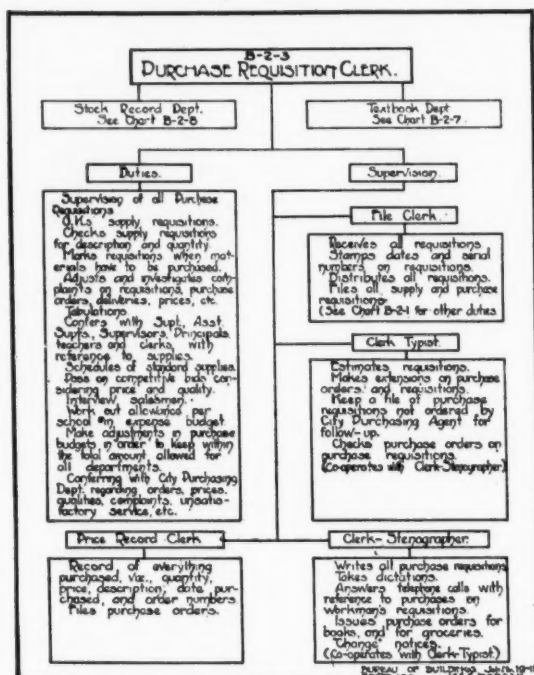 B-2-3
PURCHASE REQUISITION CLERK.
Stock Record Dept.
See Chart B-2-8
Textbook Dept
See Chart B-2-7
Duties.
Supervision of all Purchase
Requisitions
O.K's supply requisitions.
Checks supply requisitions
for description and quantity.
Marks requisitions when mat-
erials have to be purchased.
Adjusts and investigates com-
plaints on requisitions, purchase
orders, deliveries, prices, etc.
Tabulations
Confers with Supt., Asst.
Supts., Supervisors, Principals
teachers and clerks, with
reference to supplies.
Schedules of standard supplies.
Pass on competitive bids con-
sidering price and quality.
Interview salesmen.
Work out allowance per
school in expense budget
Make adjustments in purchase
budgets in order to keep within
the total amount allowed for
all departments.
Conferring with City Purchasing
Dept. regarding orders, prices,
qualities, complaints, unsatis-
factory service, etc.
Supervision.
File Clerk.
Receives all requisitions
Stamps dates and serial
numbers on requisitions.
Distributes all requisitions.
Files all supply and purchase
requisitions.
(See Chart B-2-1 for other duties
Clerk Typist.
Estimates requisitions.
Makes extensions on purchase
orders and requisitions.
Keep a file of purchase
requisitions not ordered by
City Purchasing Agent for
follow-up.
Checks purchase orders on
purchase requisitions.
(Co-operates with Clerk-Stenographer)
Price Record Clerk
Record of everything
purchased, viz., quantity,
price, description, date pur-
chased, and order numbers.
Files purchase orders.
Clerk-Stenographer.
Writes all purchase requisitions
Takes dictations.
Answers telephone calls with
reference to purchases on
workman's requisitions.
Issues purchase orders for
books, and for groceries.
"Change" notices.
(Co-operates with Clerk-Typist)
BUREAU OF BUILDINGS